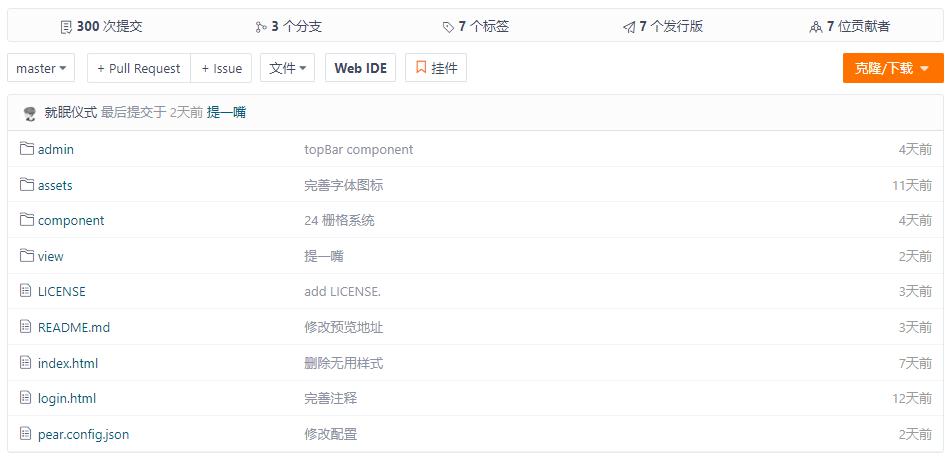 300 次提交 3 个分支 7 个标签 7 个发行版 7 位贡献者
master + Pull Request + Issue 文件 Web IDE 挂件 克隆/下载
就眠仪式 最后提交于 2天前 提一嘴
admin topBar component 4天前
assets 完善字体图标 11天前
component 24 栅格系统 4天前
view 提一嘴 2天前
LICENSE add LICENSE. 3天前
README.md 修改预览地址 3天前
index.html 删除无用样式 7天前
login.html 完善注释 12天前
pear.config.json 修改配置 2天前